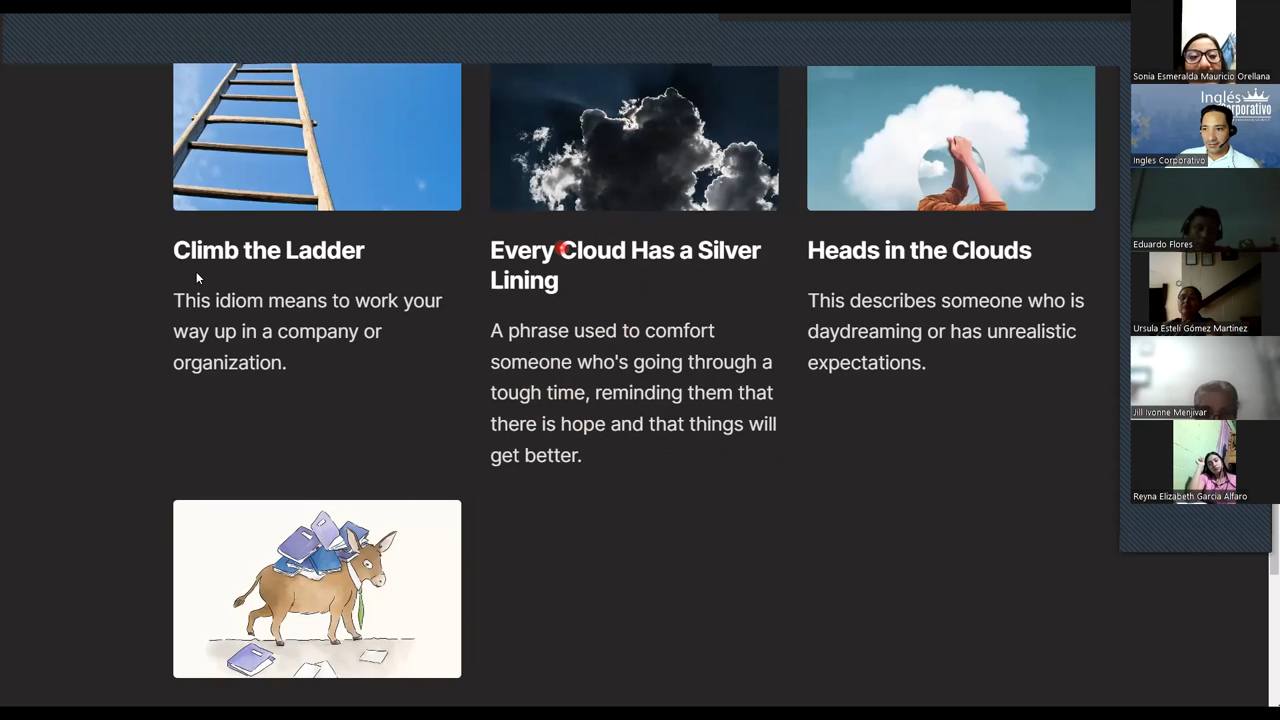 Climb the Ladder
This idiom means to work your
way up in a company or
organization.
Every Cloud Has a Silver
Lining
A phrase used to comfort
someone who's going through a
tough time, reminding them that
there is hope and that things will
get better.
Heads in the Clouds
This describes someone who is
daydreaming or has unrealistic
expectations.
Sonia Esmeralda Mauricio Orellana
Inglés
Corporativo
Ingles Corporativo
Eduardo Flores
Ursula Estelí Gómez Martinez
Jill Ivonne Menjivar
Reyna Elizabeth Garcia Alfaro